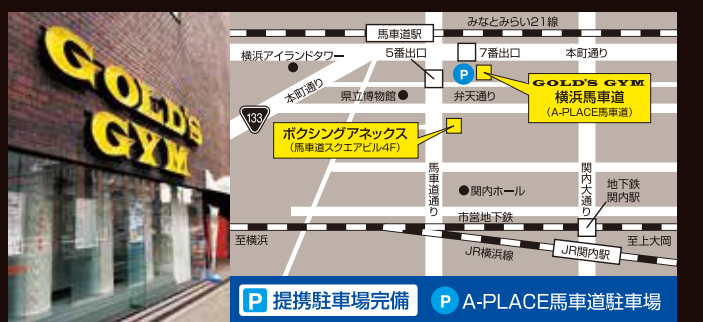 GOLD'S
GYM
みなとみらい21線
馬車道駅
横浜アイランドタワー
5番出口
7番出口
本町通り
本町通り
P
GOLD'S GYM
横浜馬車道
(A-PLACE馬車道)
県立博物館
弁天通り
133
ボクシングアネックス
(馬車道スクエアビル4F)
馬車道通り
関内ホール
関内大通り
地下鉄
関内駅
市営地下鉄
至横浜
JR横浜線
JR関内駅
至上大岡
P 提携駐車場完備
P A-PLACE馬車道駐車場